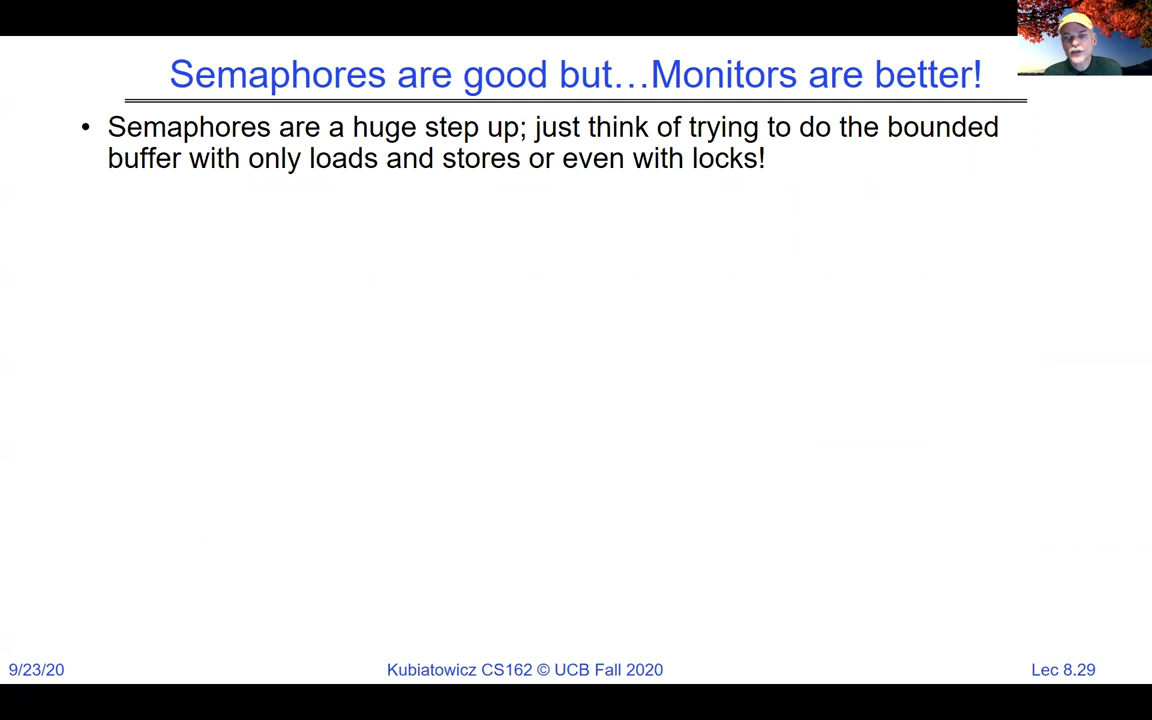 Semaphores are good but…Monitors are better!
• Semaphores are a huge step up; just think of trying to do the bounded
buffer with only loads and stores or even with locks!
9/23/20
Kubiatowicz CS162 © UCB Fall 2020
Lec 8.29